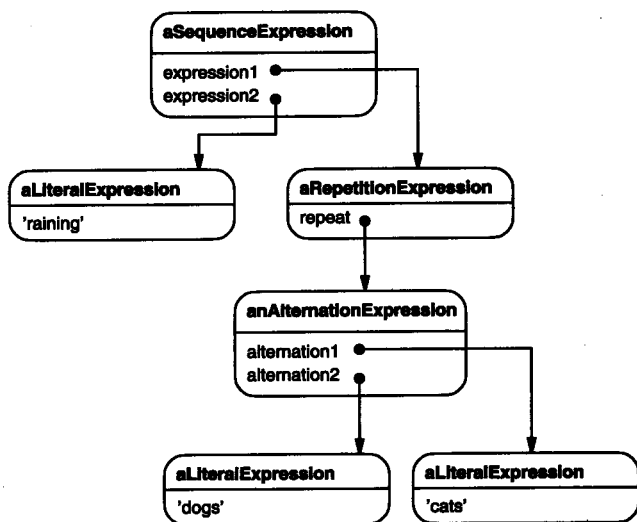 aSequenceExpression
expression1
expression2
aLiteralExpression
'raining'
aRepetitionExpression
repeat
anAlternationExpression
alternation1
alternation2
aLiteralExpression
'dogs'
aLiteralExpression
'cats'